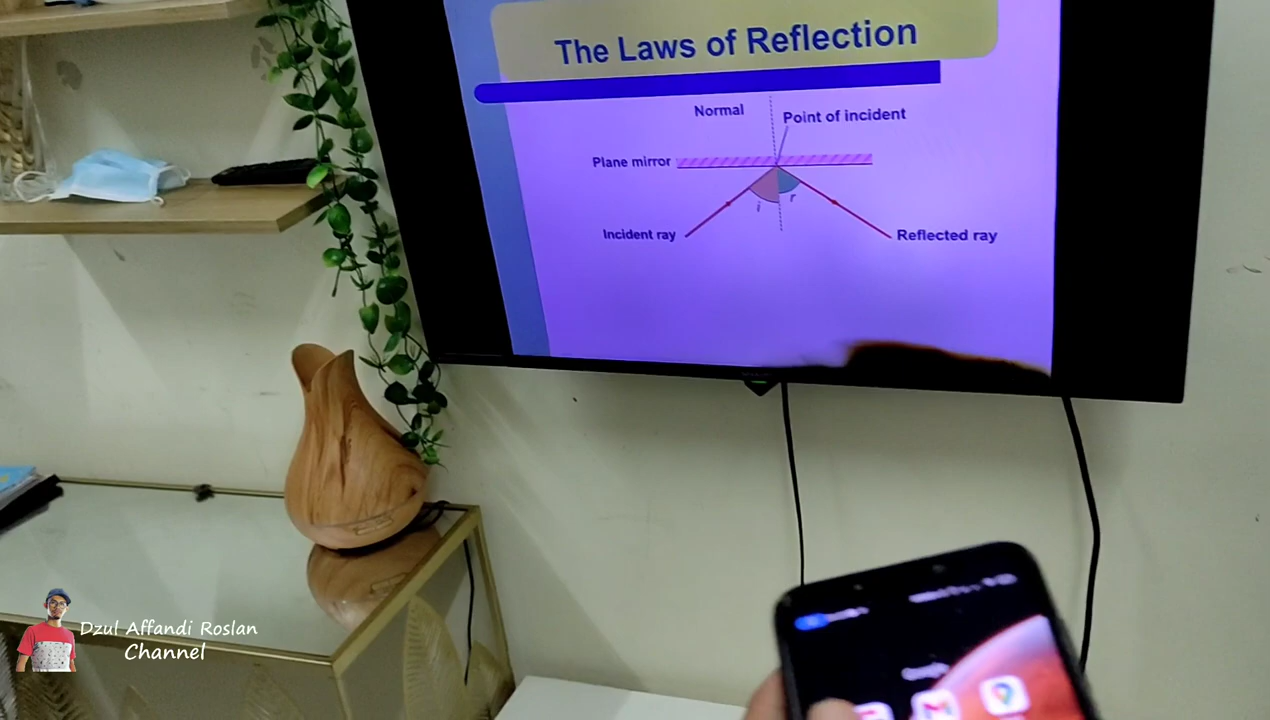 The Laws of Reflection
Normal
Point of incident
Plane mirror
i
r
Incident ray
Reflected ray
Dzul Affandi Roslan
Channel